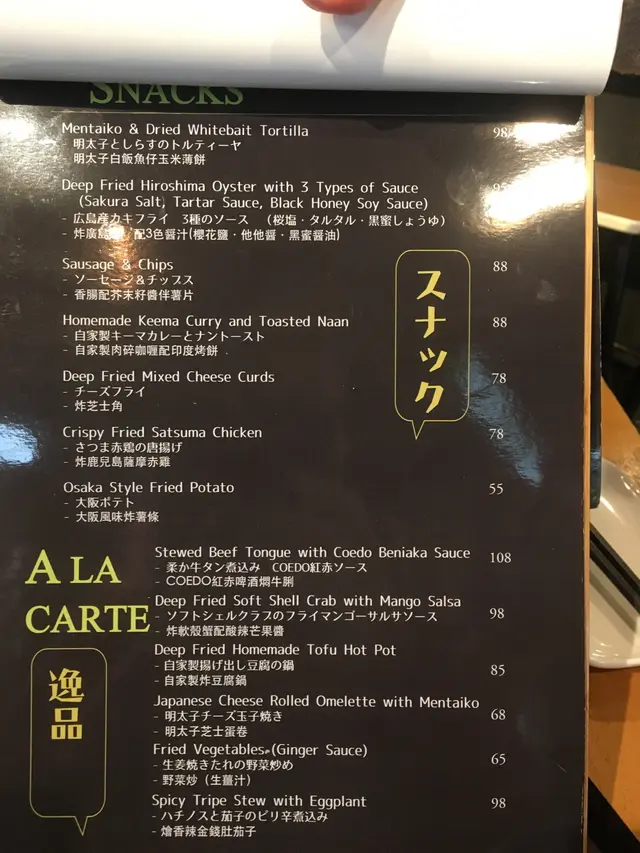 SNACKS
Mentaiko & Dried Whitebait Tortilla 98
- 明太子としらすのトルティーヤ
- 明太子白飯魚仔玉米薄餅
Deep Fried Hiroshima Oyster with 3 Types of Sauce
(Sakura Salt, Tartar Sauce, Black Honey Soy Sauce)
- 広島産カキフライ 3種のソース (桜塩・タルタル・黒蜜しょうゆ)
- 炸廣島 配3色醤汁(櫻花鹽・他他醤・黑蜜醤油)
Sausage & Chips 88
- ソーセージ&チップス
- 香腸配芥末籽醬伴薯片
Homemade Keema Curry and Toasted Naan 88
- 自家製キーマカレーとナントースト
- 自家製肉碎咖喱配印度烤餅
Deep Fried Mixed Cheese Curds 78
- チーズフライ
- 炸芝士角
Crispy Fried Satsuma Chicken 78
- さつま赤鶏の唐揚げ
- 炸鹿兒島薩摩赤雞
Osaka Style Fried Potato 55
- 大阪ポテト
- 大阪風味炸薯條
スナック
A LA
CARTE
逸品
Stewed Beef Tongue with Coedo Beniaka Sauce 108
- 柔か牛タン煮込み COEDO紅赤ソース
- COEDO紅赤啤酒燜牛脷
Deep Fried Soft Shell Crab with Mango Salsa 98
- ソフトシェルクラブのフライマンゴーサルサソース
- 炸軟殼蟹配酸辣芒果醬
Deep Fried Homemade Tofu Hot Pot 85
- 自家製揚げ出し豆腐の鍋
- 自家製炸豆腐鍋
Japanese Cheese Rolled Omelette with Mentaiko 68
- 明太子チーズ玉子焼き
- 明太子芝士蛋卷
Fried Vegetables (Ginger Sauce) 65
- 生姜焼きたれの野菜炒め
- 野菜炒 (生薑汁)
Spicy Tripe Stew with Eggplant 98
- ハチノスと茄子のピリ辛煮込み
- 燴香辣金錢肚茄子